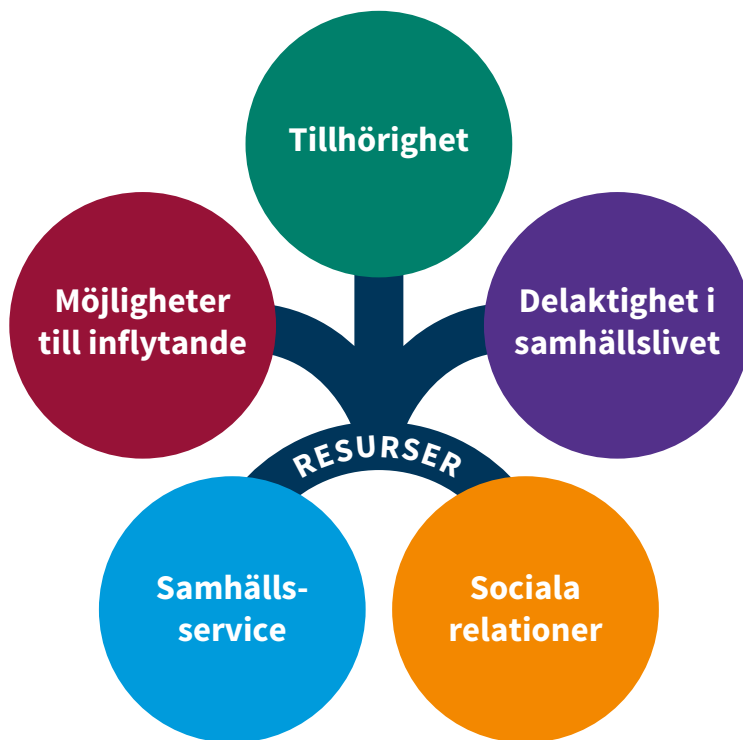 Tillhörighet
Möjligheter
till inflytande
Delaktighet i
samhällslivet
RESURSER
Samhälls-
service
Sociala
relationer